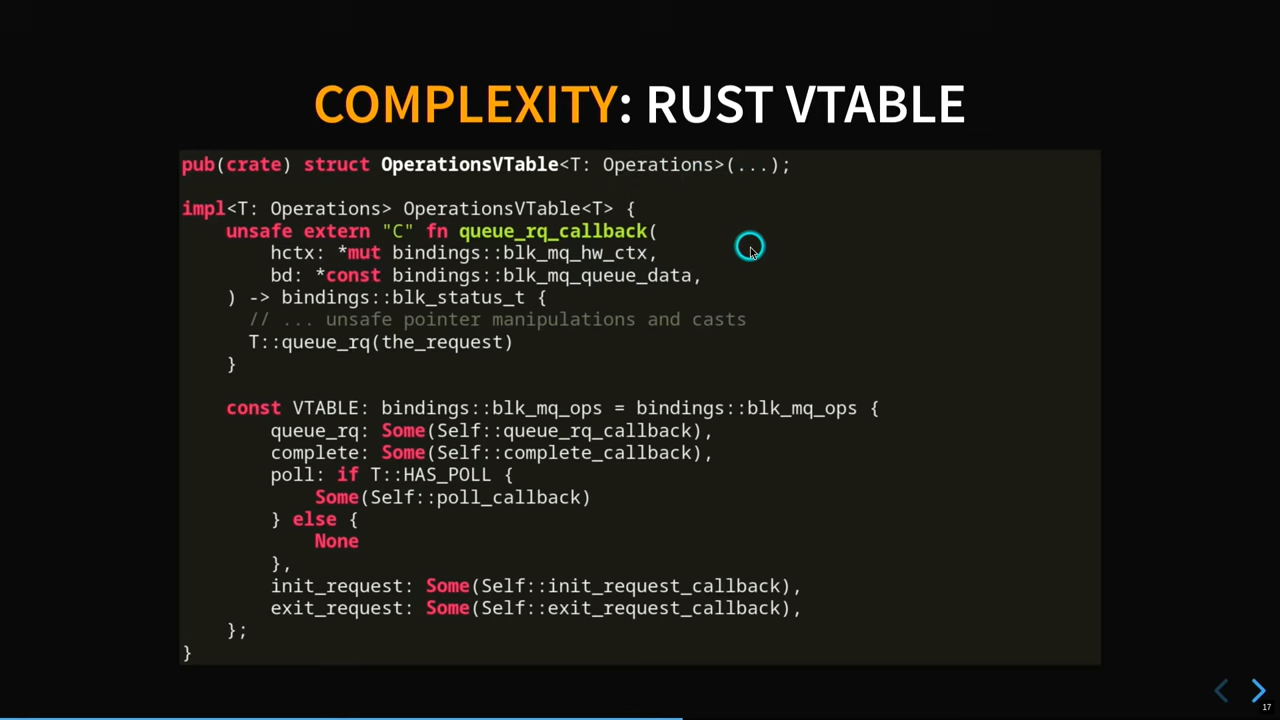 COMPLEXITY: RUST VTABLE
pub(crate) struct OperationsVTable<T: Operations>(...);
impl<T: Operations> OperationsVTable<T> {
    unsafe extern "C" fn queue_rq_callback(
        hctx: *mut bindings::blk_mq_hw_ctx,
        bd: *const bindings::blk_mq_queue_data,
    ) -> bindings::blk_status_t {
      // ... unsafe pointer manipulations and casts
      T::queue_rq(the_request)
    }
    const VTABLE: bindings::blk_mq_ops = bindings::blk_mq_ops {
        queue_rq: Some(Self::queue_rq_callback),
        complete: Some(Self::complete_callback),
        poll: if T::HAS_POLL {
            Some(Self::poll_callback)
        } else {
            None
        },
        init_request: Some(Self::init_request_callback),
        exit_request: Some(Self::exit_request_callback),
    };
}
17